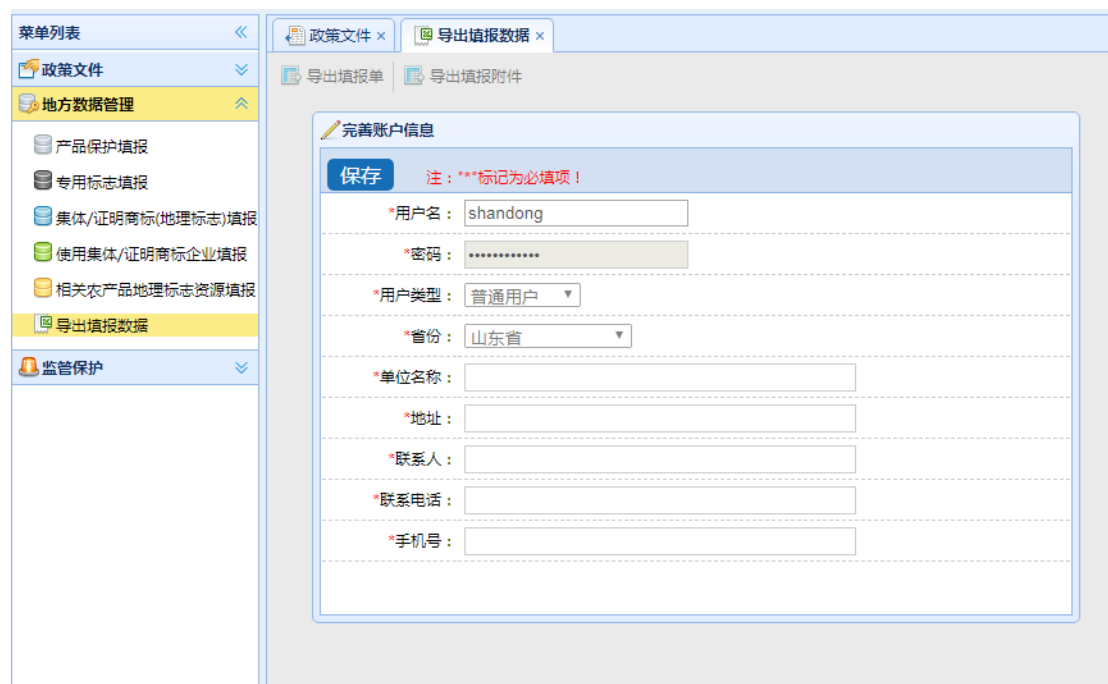 菜单列表
政策文件
地方数据管理
产品保护填报
专用标志填报
集体/证明商标(地理标志)填报
使用集体/证明商标企业填报
相关农产品地理标志资源填报
导出填报数据
监管保护
政策文件 ×
导出填报数据 ×
导出填报单
导出填报附件
完善账户信息
保存
注："*"标记为必填项！
*用户名： shandong
*密码： ••••••••••••
*用户类型： 普通用户
*省份： 山东省
*单位名称：
*地址：
*联系人：
*联系电话：
*手机号：